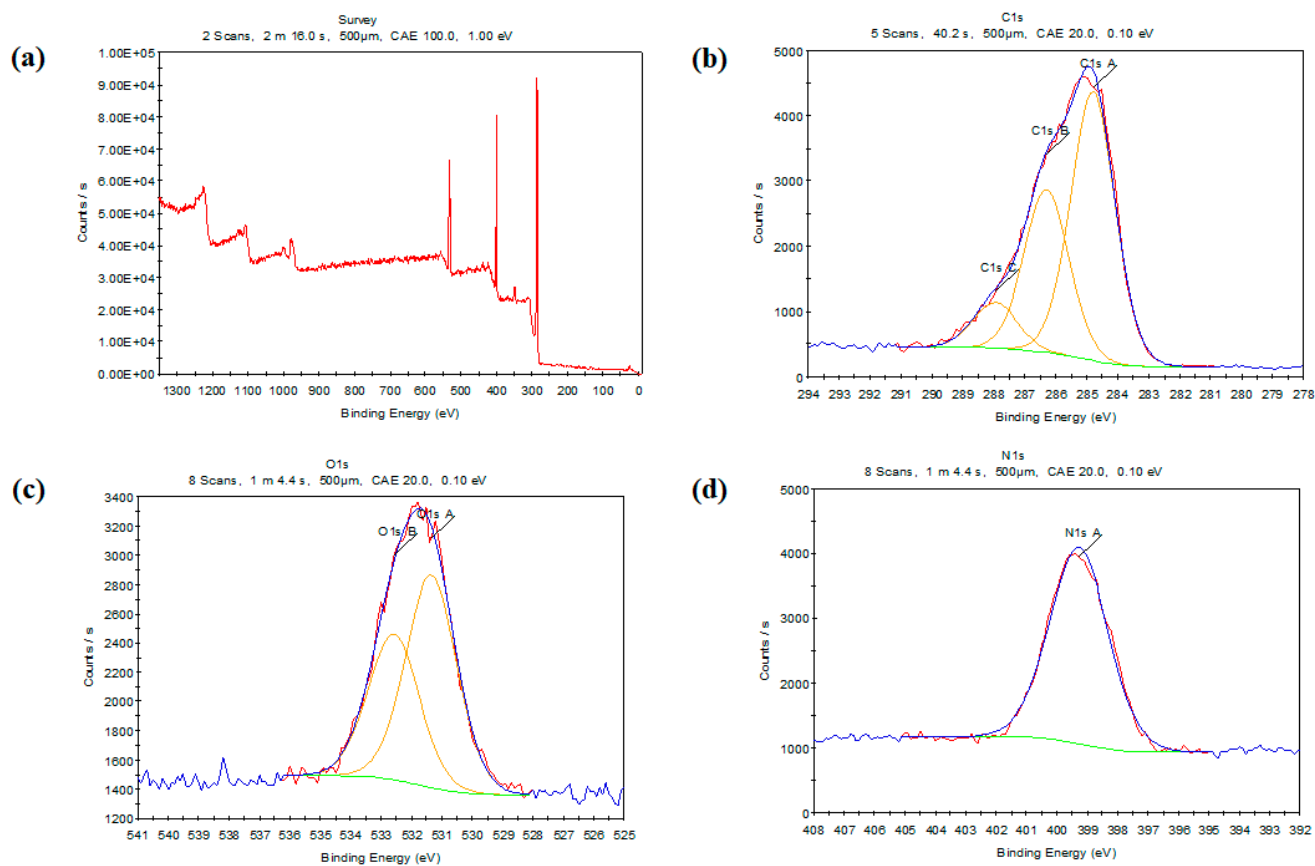 (a)
Survey
2 Scans, 2 m 16.0 s, 500µm, CAE 100.0, 1.00 eV
1.00E+05
9.00E+04
8.00E+04
7.00E+04
6.00E+04
5.00E+04
4.00E+04
3.00E+04
2.00E+04
1.00E+04
0.00E+00
Counts / s
1300 1200 1100 1000 900 800 700 600 500 400 300 200 100 0
Binding Energy (eV)
(b)
C1s
5 Scans, 40.2 s, 500µm, CAE 20.0, 0.10 eV
5000
4000
3000
2000
1000
0
Counts / s
C1s A
C1s B
C1s C
294 293 292 291 290 289 288 287 286 285 284 283 282 281 280 279 278
Binding Energy (eV)
(c)
O1s
8 Scans, 1 m 4.4 s, 500µm, CAE 20.0, 0.10 eV
3400
3200
3000
2800
2600
2400
2200
2000
1800
1600
1400
1200
Counts / s
O1s A
O1s B
541 540 539 538 537 536 535 534 533 532 531 530 529 528 527 526 525
Binding Energy (eV)
(d)
N1s
8 Scans, 1 m 4.4 s, 500µm, CAE 20.0, 0.10 eV
5000
4000
3000
2000
1000
0
Counts / s
N1s A
408 407 406 405 404 403 402 401 400 399 398 397 396 395 394 393 392
Binding Energy (eV)